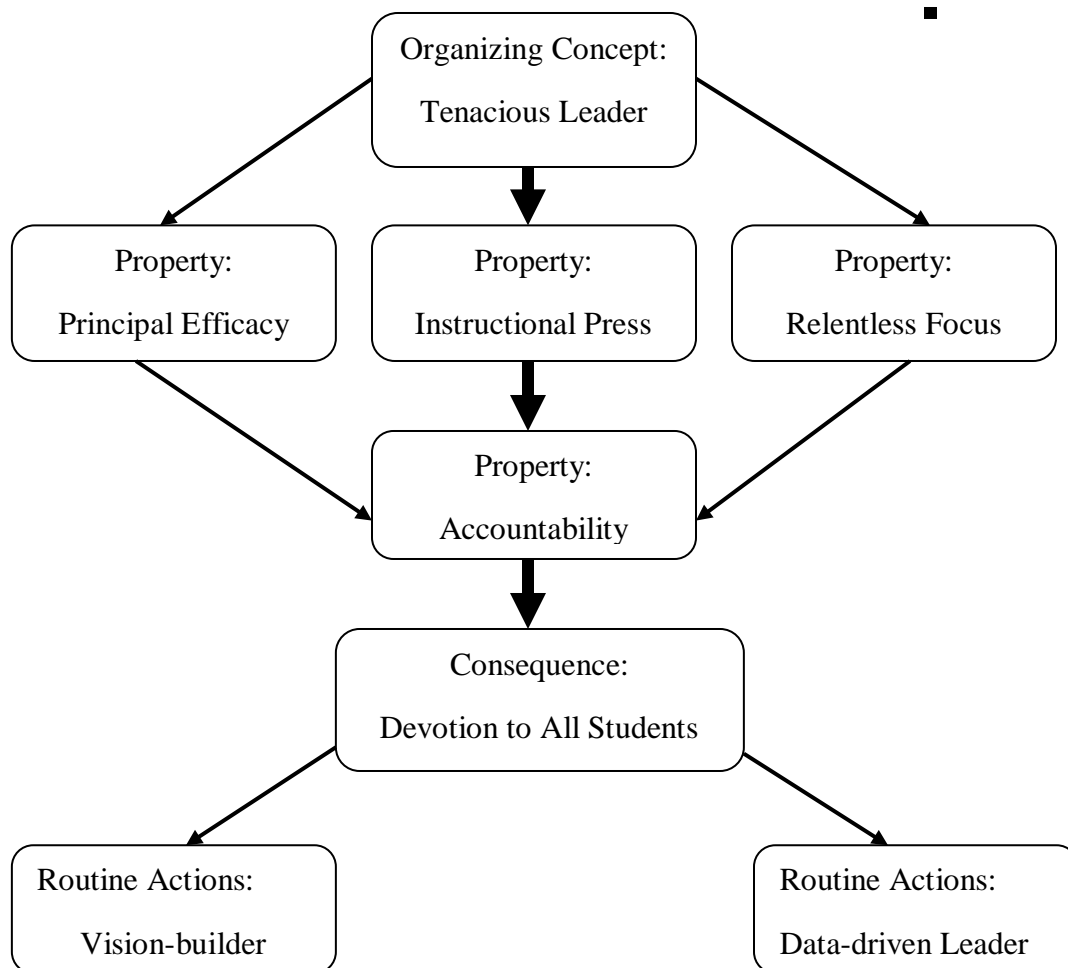 Organizing Concept:
Tenacious Leader
Property:
Principal Efficacy
Property:
Instructional Press
Property:
Relentless Focus
Property:
Accountability
Consequence:
Devotion to All Students
Routine Actions:
Vision-builder
Routine Actions:
Data-driven Leader